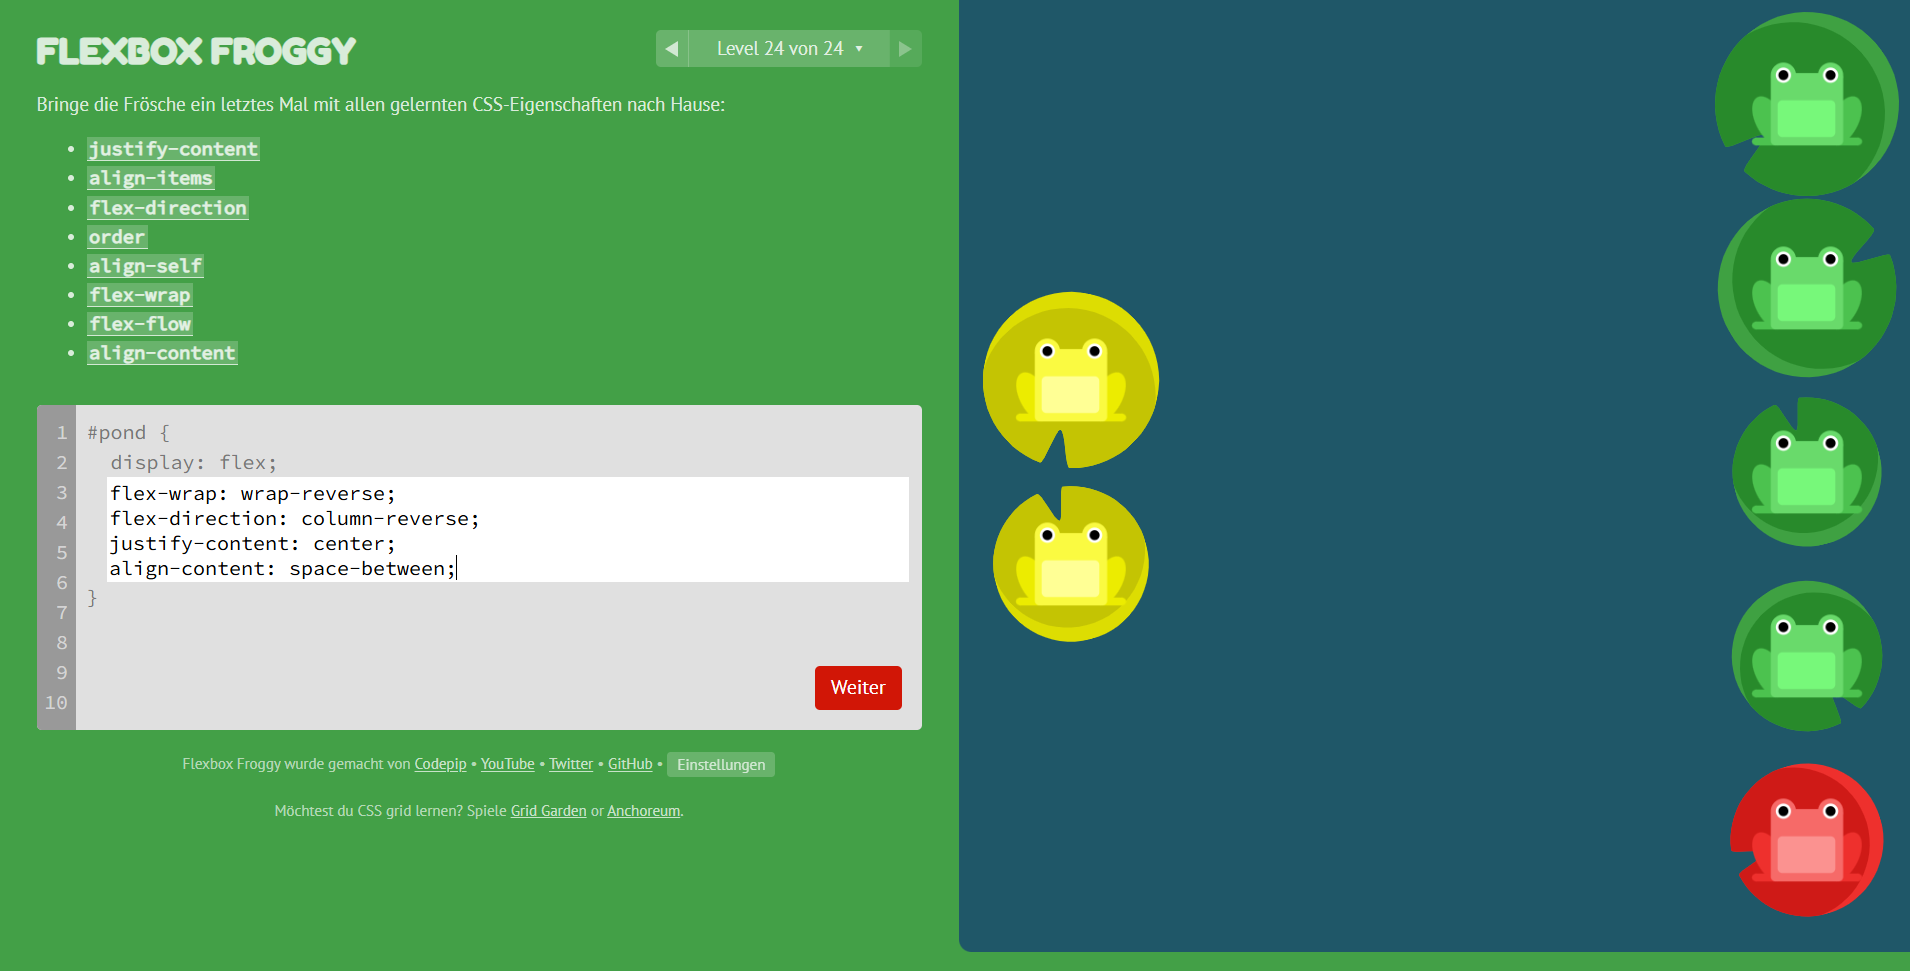 FLEXBOX FROGGY
◀ Level 24 von 24 ▼ ▶
Bringe die Frösche ein letztes Mal mit allen gelernten CSS-Eigenschaften nach Hause:
• justify-content
• align-items
• flex-direction
• order
• align-self
• flex-wrap
• flex-flow
• align-content
1 #pond {
2 display: flex;
3 flex-wrap: wrap-reverse;
4 flex-direction: column-reverse;
5 justify-content: center;
6 align-content: space-between;
7 }
8
9
10
Weiter
Flexbox Froggy wurde gemacht von Codepip • YouTube • Twitter • GitHub • Einstellungen
Möchtest du CSS grid lernen? Spiele Grid Garden or Anchoreum.